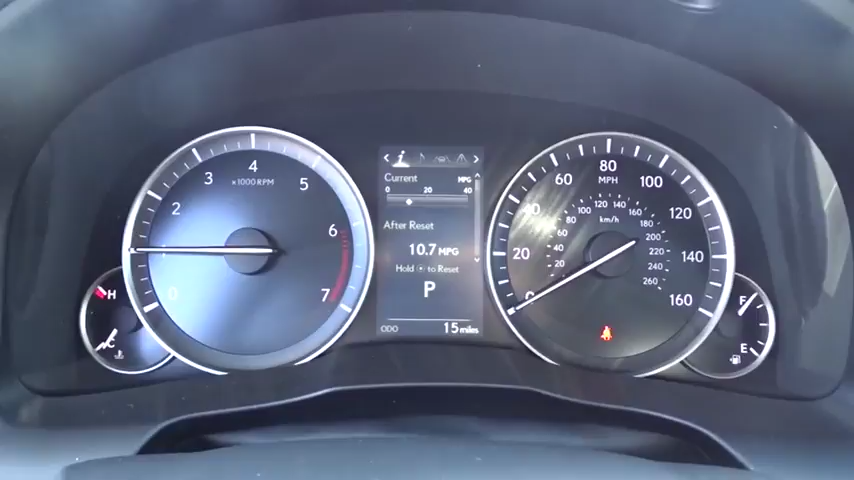 4
3
5
x1000RPM
2
6
1
0
7
H
C
Current
MPG
0 20 40
After Reset
10.7 MPG
Hold to Reset
P
ODO 15 miles
80
60 MPH 100
40 120
20 140
0 160
120 140
100 160
80 km/h 180
60 200
40 220
20 240
260
F
E